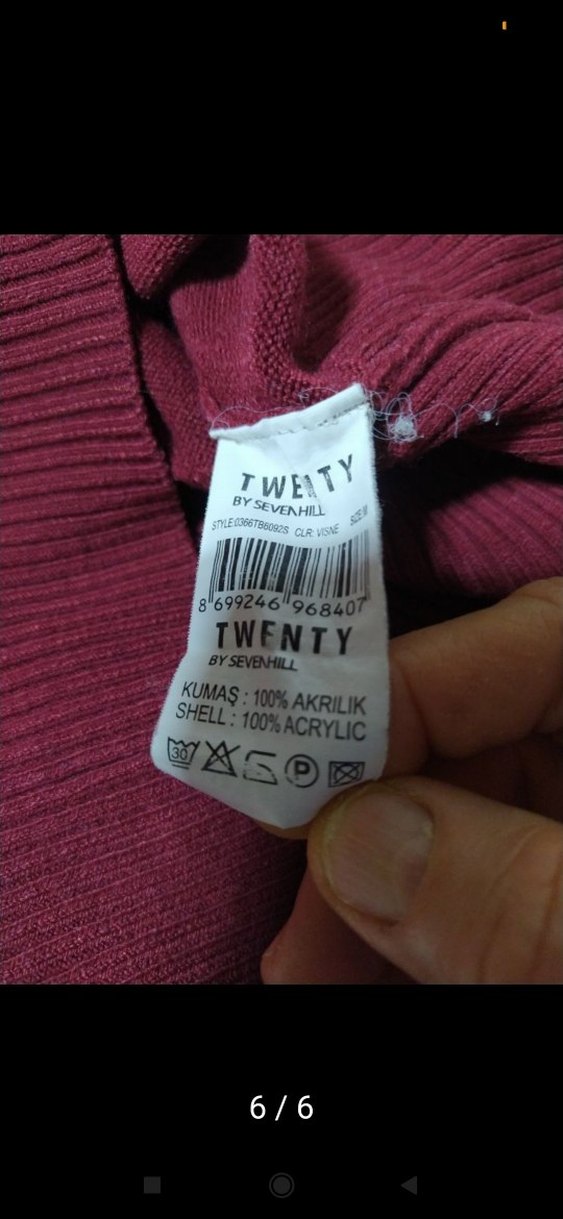 TWENTY
BY SEVENHILL
STYLE:0366TB6092S CLR: VISNE SIZE:M
8 699246 968407
TWENTY
BY SEVENHILL
KUMAŞ : 100% AKRILIK
SHELL : 100% ACRYLIC
30 P
6 / 6